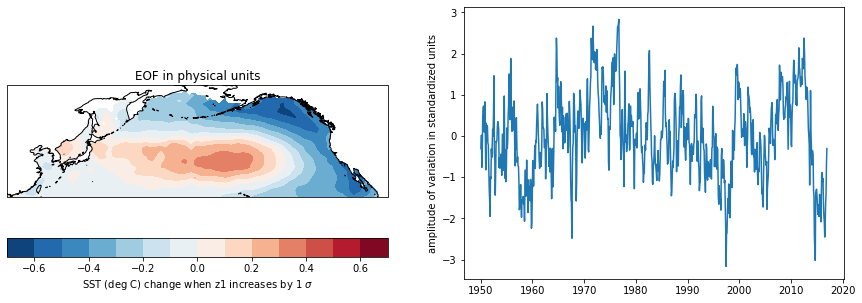 EOF in physical units
−0.6 −0.4 −0.2 0.0 0.2 0.4 0.6
SST (deg C) change when z1 increases by 1 σ
amplitude of variation in standardized units
3
2
1
0
−1
−2
−3
1950 1960 1970 1980 1990 2000 2010 2020